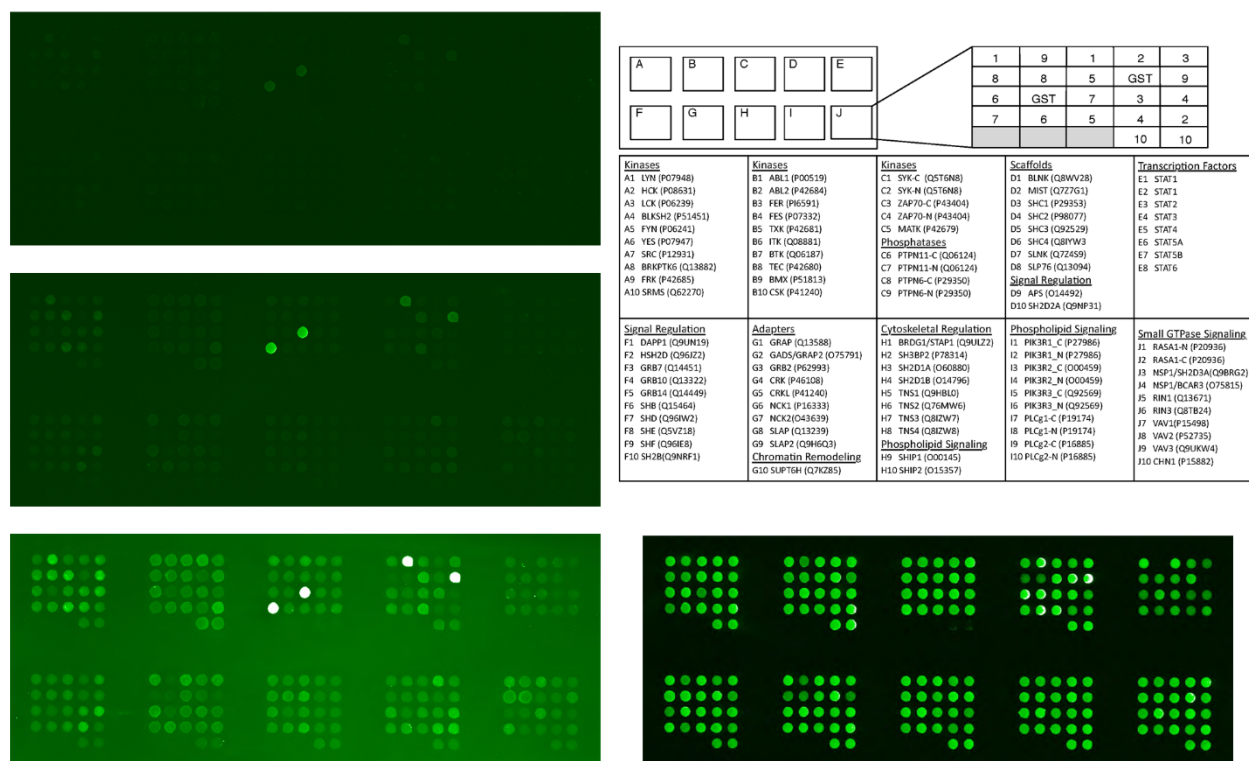 A B C D E
F G H I J
1 9 1 2 3
8 8 5 GST 9
6 GST 7 3 4
7 6 5 4 2
10 10
Kinases
A1 LYN (P07948)
A2 HCK (P08631)
A3 LCK (P06239)
A4 BLKSH2 (P51451)
A5 FYN (P06241)
A6 YES (P07947)
A7 SRC (P12931)
A8 BRKPTK6 (Q13882)
A9 FRK (P42685)
A10 SRMS (Q62270)
Kinases
B1 ABL1 (P00519)
B2 ABL2 (P42684)
B3 FER (PI6591)
B4 FES (P07332)
B5 TXK (P42681)
B6 ITK (Q08881)
B7 BTK (Q06187)
B8 TEC (P42680)
B9 BMX (P51813)
B10 CSK (P41240)
Kinases
C1 SYK-C (Q5T6N8)
C2 SYK-N (Q5T6N8)
C3 ZAP70-C (P43404)
C4 ZAP70-N (P43404)
C5 MATK (P42679)
Phosphatases
C6 PTPN11-C (Q06124)
C7 PTPN11-N (Q06124)
C8 PTPN6-C (P29350)
C9 PTPN6-N (P29350)
Scaffolds
D1 BLNK (Q8WV28)
D2 MIST (Q7Z7G1)
D3 SHC1 (P29353)
D4 SHC2 (P98077)
D5 SHC3 (Q92529)
D6 SHC4 (Q8IYW3
D7 SLNK (Q7Z4S9)
D8 SLP76 (Q13094)
Signal Regulation
D9 APS (O14492)
D10 SH2D2A (Q9NP31)
Transcription Factors
E1 STAT1
E2 STAT1
E3 STAT2
E4 STAT3
E5 STAT4
E6 STAT5A
E7 STAT5B
E8 STAT6
Signal Regulation
F1 DAPP1 (Q9UN19)
F2 HSH2D (Q96JZ2)
F3 GRB7 (Q14451)
F4 GRB10 (Q13322)
F5 GRB14 (Q14449)
F6 SHB (Q15464)
F7 SHD (Q96IW2)
F8 SHE (Q5VZ18)
F9 SHF (Q96IE8)
F10 SH2B(Q9NRF1)
Adapters
G1 GRAP (Q13588)
G2 GADS/GRAP2 (O75791)
G3 GRB2 (P62993)
G4 CRK (P46108)
G5 CRKL (P41240)
G6 NCK1 (P16333)
G7 NCK2 (O43639)
G8 SLAP (Q13239)
G9 SLAP2 (Q9H6Q3)
Chromatin Remodeling
G10 SUPT6H (Q7KZ85)
Cytoskeletal Regulation
H1 BRDG1/STAP1 (Q9ULZ2)
H2 SH3BP2 (P78314)
H3 SH2D1A (O60880)
H4 SH2D1B (O14796)
H5 TNS1 (Q9HBL0)
H6 TNS2 (Q76MW6)
H7 TNS3 (Q8IZW7)
H8 TNS4 (Q8IZW8)
Phospholipid Signaling
H9 SHIP1 (O00145)
H10 SHIP2 (O15357)
Phospholipid Signaling
I1 PIK3R1_C (P27986)
I2 PIK3R1_N (P27986)
I3 PIK3R2_C (O00459)
I4 PIK3R2_N (O00459)
I5 PIK3R3_C (Q92569)
I6 PIK3R3_N (Q92569)
I7 PLCg1-C (P19174)
I8 PLCg1-N (P19174)
I9 PLCg2-C (P16885)
I10 PLCg2-N (P16885)
Small GTPase Signaling
J1 RASA1-N (P20936)
J2 RASA1-C (P20936)
J3 NSP1/SH2D3A(Q9BRG2)
J4 NSP1/BCAR3 (O75815)
J5 RIN1 (Q13671)
J6 RIN3 (Q8TB24)
J7 VAV1(P15498)
J8 VAV2 (P52735)
J9 VAV3 (Q9UKW4)
J10 CHN1 (P15882)